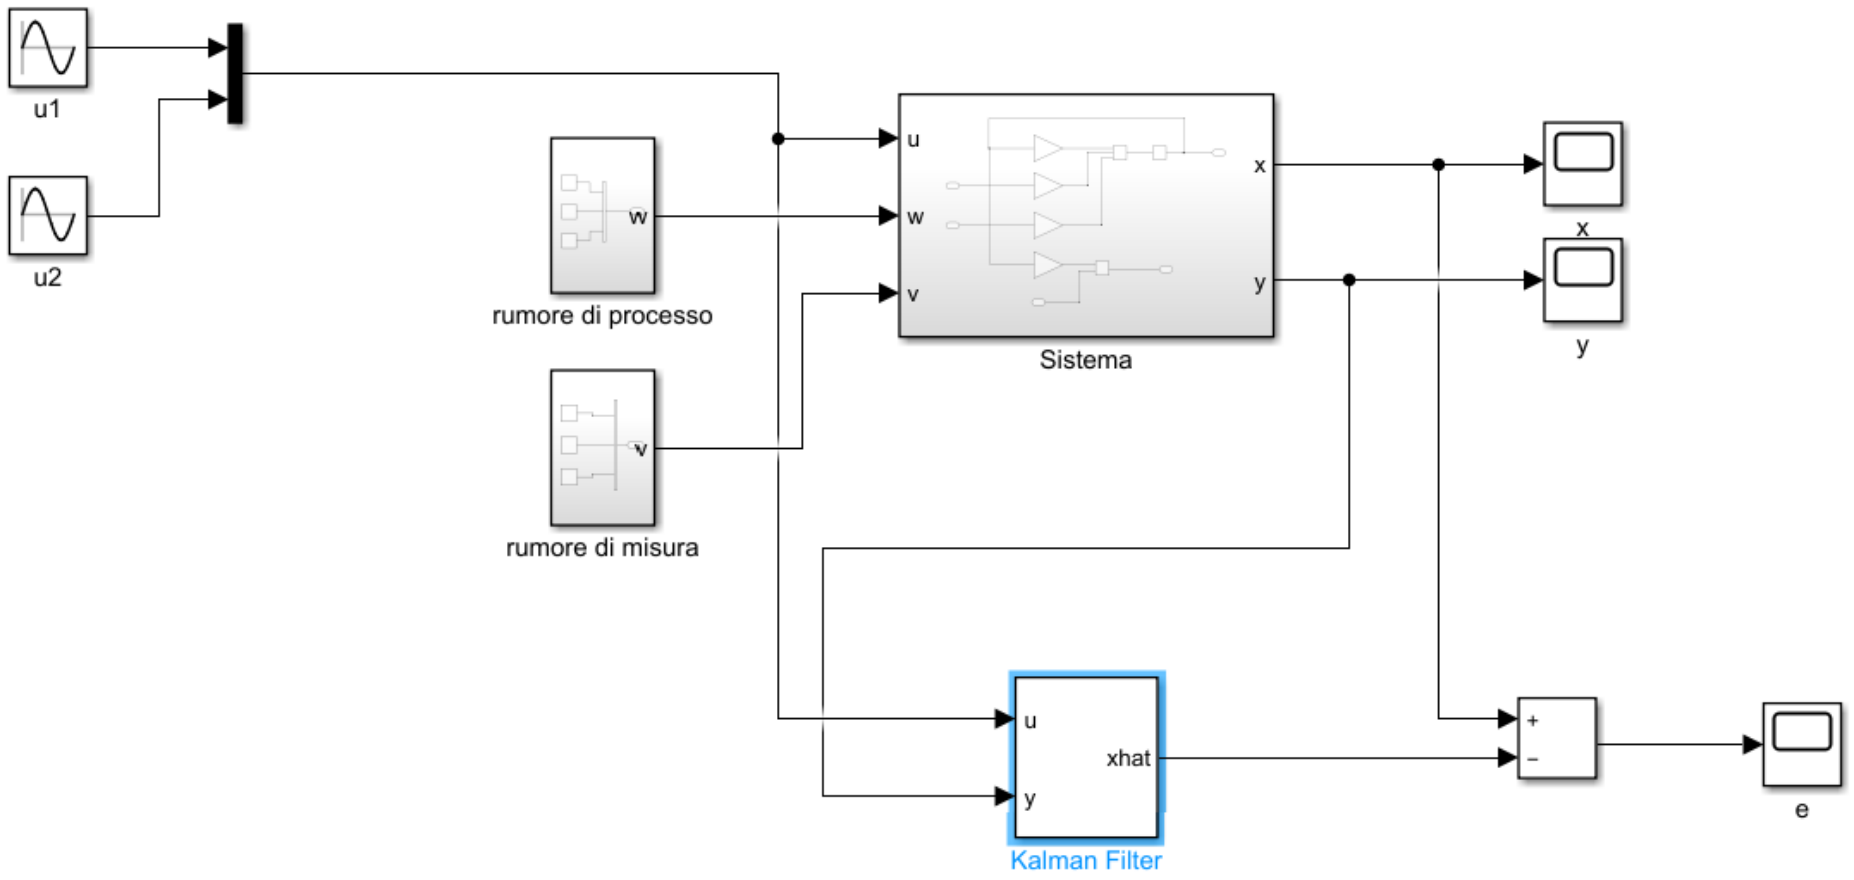 u1
u2
w
rumore di processo
v
rumore di misura
u
w
v
x
y
Sistema
x
y
u
y
xhat
Kalman Filter
+
−
e